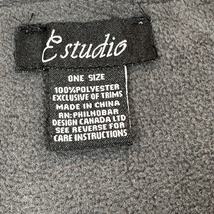 Estudio
ONE SIZE
100%POLYESTER
EXCLUSIVE OF TRIMS
MADE IN CHINA
RN: PHILHOBAR
DESIGN CANADA LTD
SEE REVERSE FOR
CARE INSTRUCTIONS